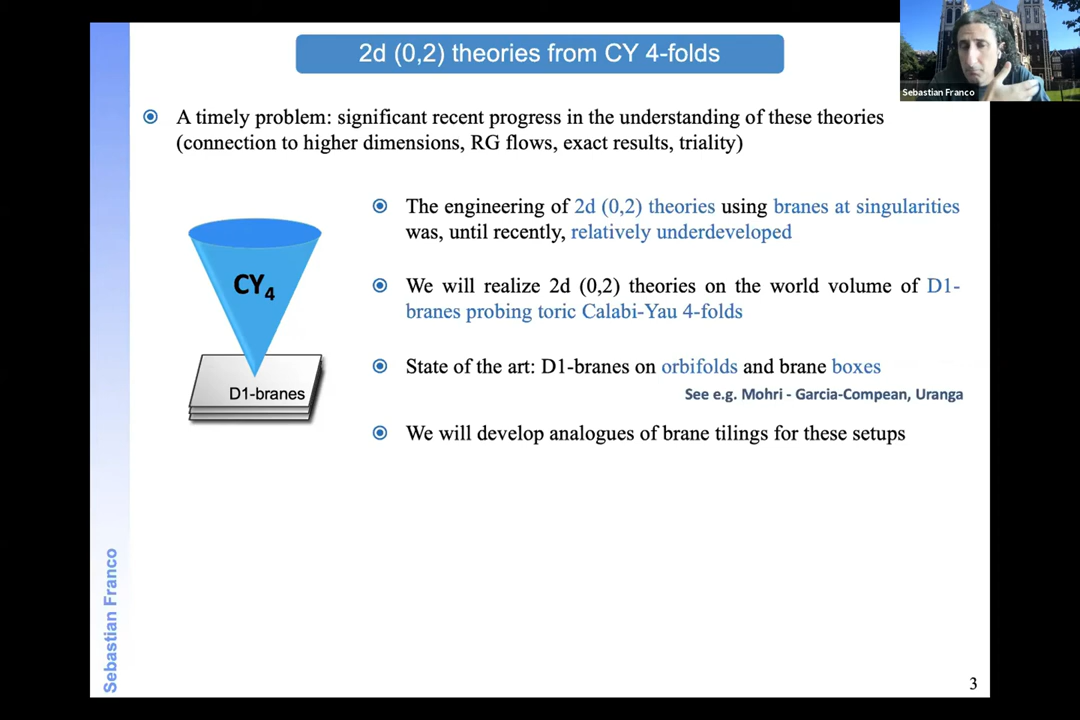 2d (0,2) theories from CY 4-folds
Sebastian Franco
A timely problem: significant recent progress in the understanding of these theories
(connection to higher dimensions, RG flows, exact results, triality)
The engineering of 2d (0,2) theories using branes at singularities
was, until recently, relatively underdeveloped
CY4
We will realize 2d (0,2) theories on the world volume of D1-
branes probing toric Calabi-Yau 4-folds
State of the art: D1-branes on orbifolds and brane boxes
D1-branes
See e.g. Mohri - Garcia-Compean, Uranga
We will develop analogues of brane tilings for these setups
Sebastian Franco
3